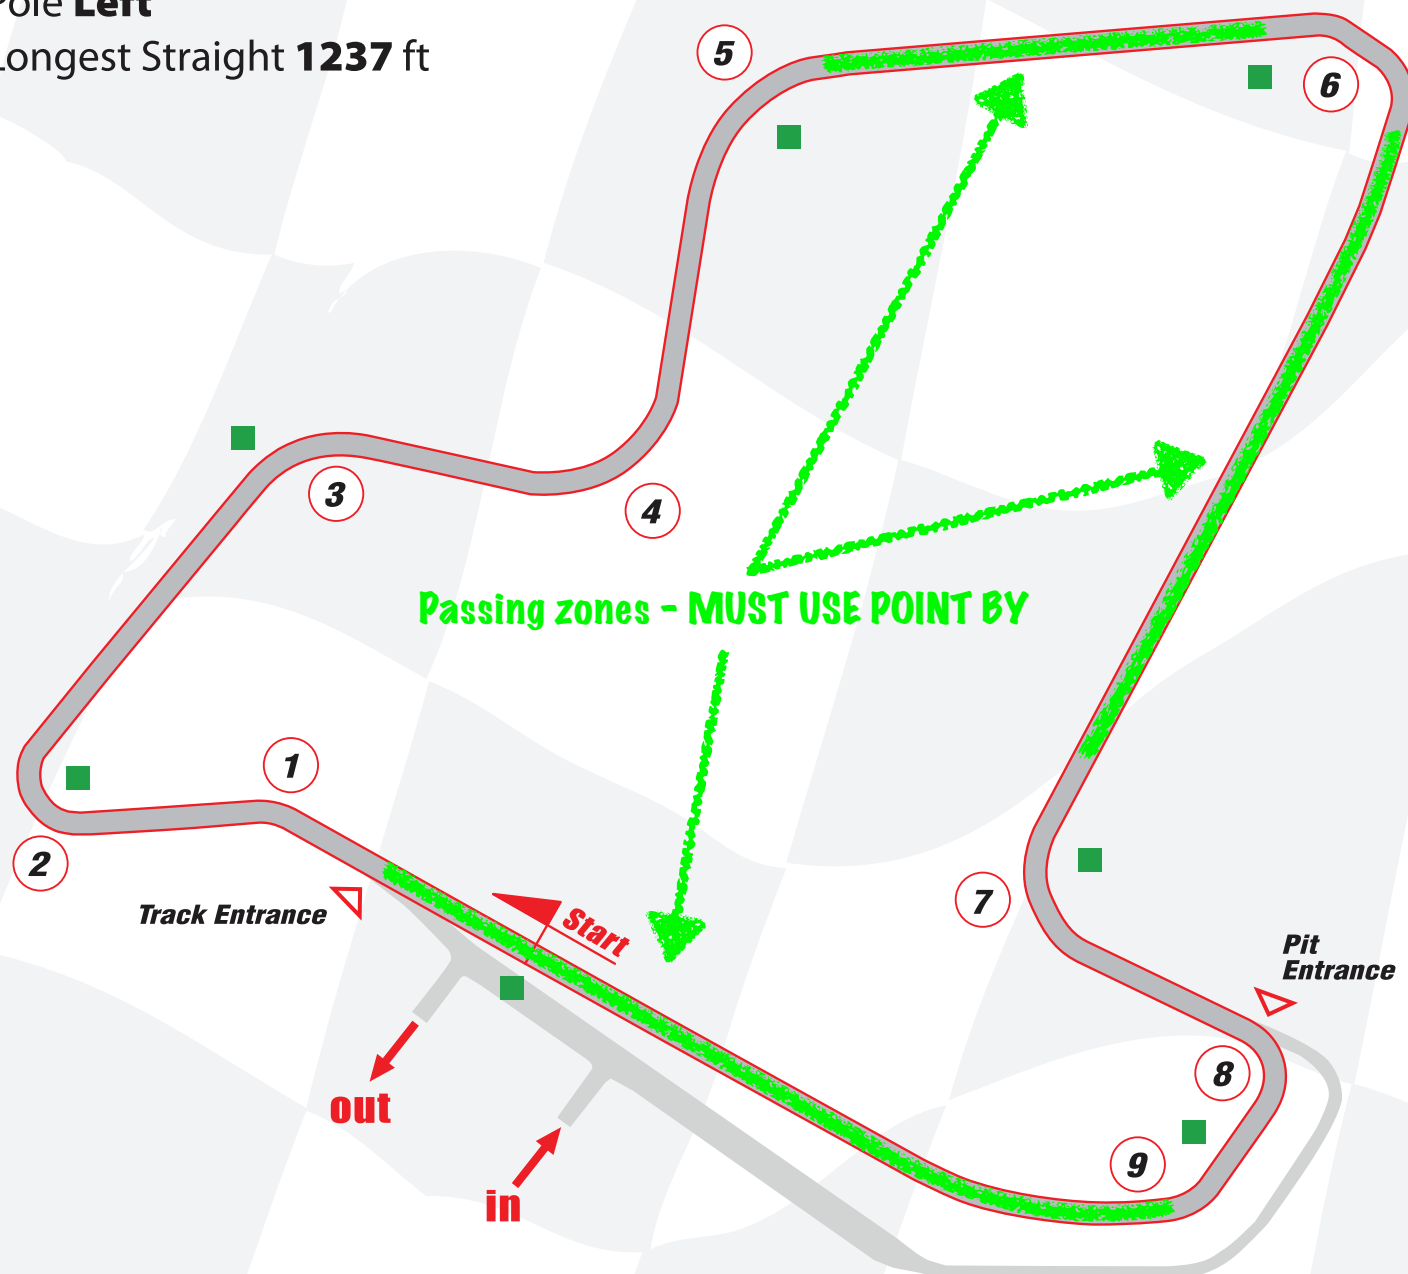 Pole Left
Longest Straight 1237 ft
5
6
3
4
Passing zones - MUST USE POINT BY
1
2
7
Track Entrance
Start
Pit
Entrance
8
out
9
in